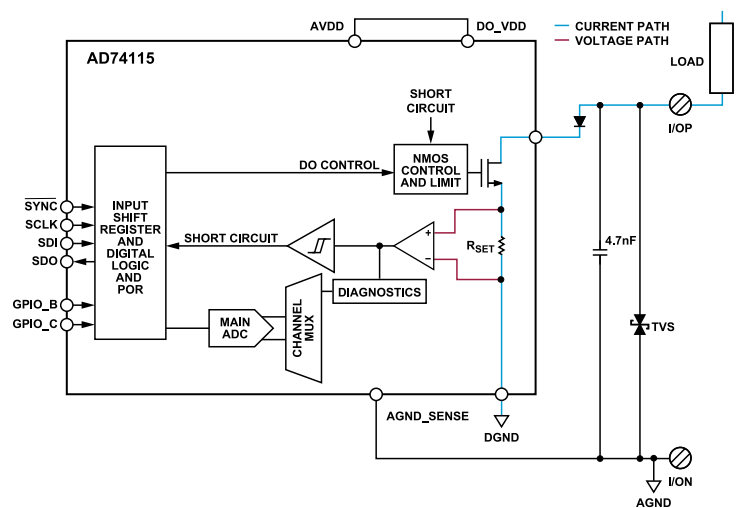 AVDD
DO_VDD
CURRENT PATH
VOLTAGE PATH
AD74115
LOAD
SHORT
CIRCUIT
I/OP
DO CONTROL
NMOS
CONTROL
AND LIMIT
INPUT
SHIFT
REGISTER
AND
DIGITAL
LOGIC
AND
POR
SYNC
SCLK
SDI
SDO
GPIO_B
GPIO_C
SHORT CIRCUIT
+
–
RSET
4.7nF
DIAGNOSTICS
MAIN
ADC
CHANNEL
MUX
TVS
AGND_SENSE
DGND
I/ON
AGND